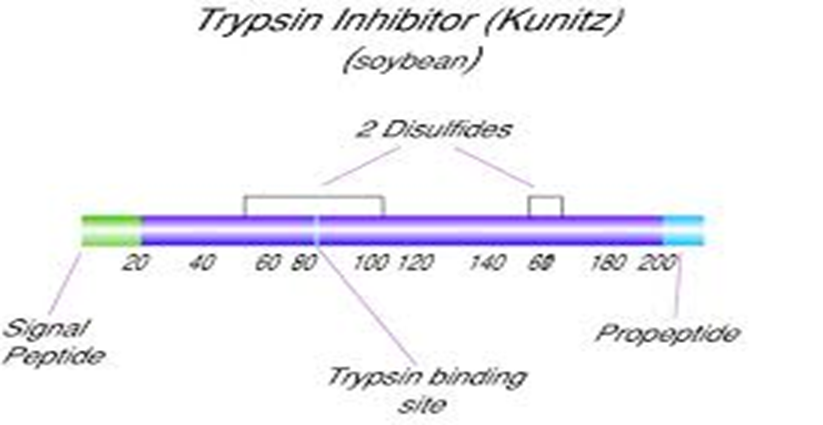 Trypsin Inhibitor (Kunitz)
(soybean)
2 Disulfides
20 40 60 80 100 120 140 180 200
Signal
Peptide
Propeptide
Trypsin binding
site